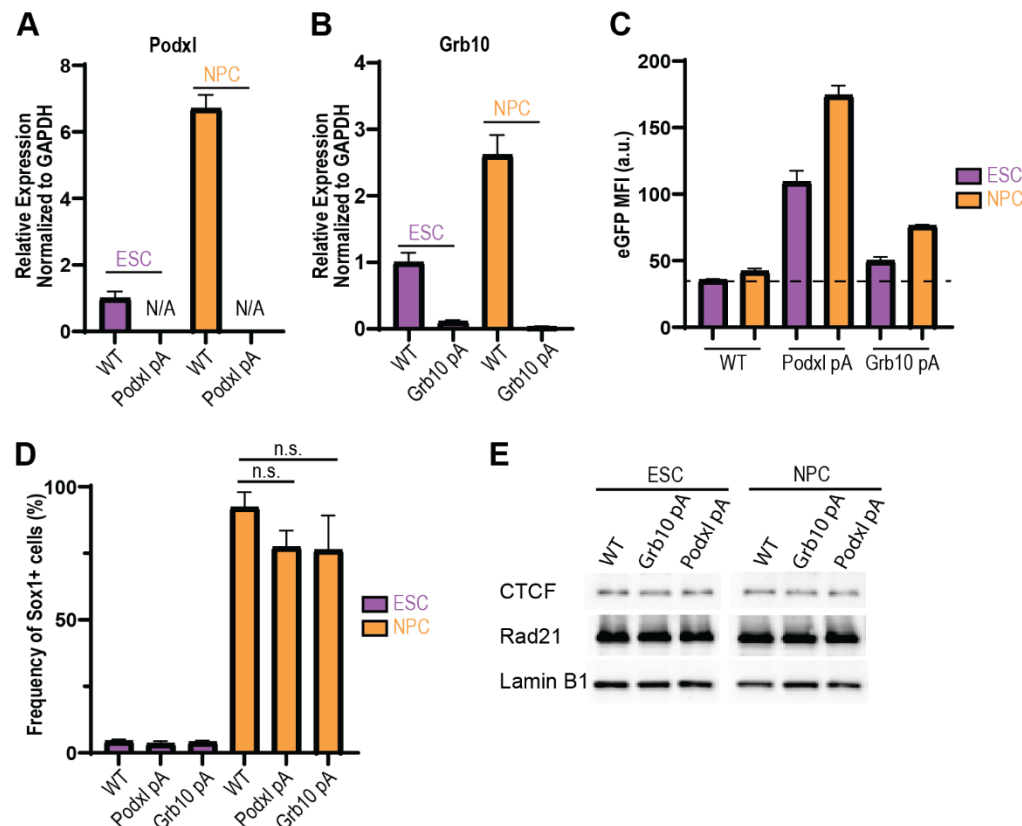 A
Podxl
Relative Expression
Normalized to GAPDH
8
6
4
2
0
ESC
NPC
N/A
N/A
WT
Podxl pA
WT
Podxl pA
B
Grb10
Relative Expression
Normalized to GAPDH
4
3
2
1
0
ESC
NPC
WT
Grb10 pA
WT
Grb10 pA
C
eGFP MFI (a.u.)
200
150
100
50
0
WT
Podxl pA
Grb10 pA
ESC
NPC
D
Frequency of Sox1+ cells (%)
100
50
0
n.s.
n.s.
WT
Podxl pA
Grb10 pA
WT
Podxl pA
Grb10 pA
ESC
NPC
E
ESC
NPC
WT
Grb10 pA
Podxl pA
WT
Grb10 pA
Podxl pA
CTCF
Rad21
Lamin B1